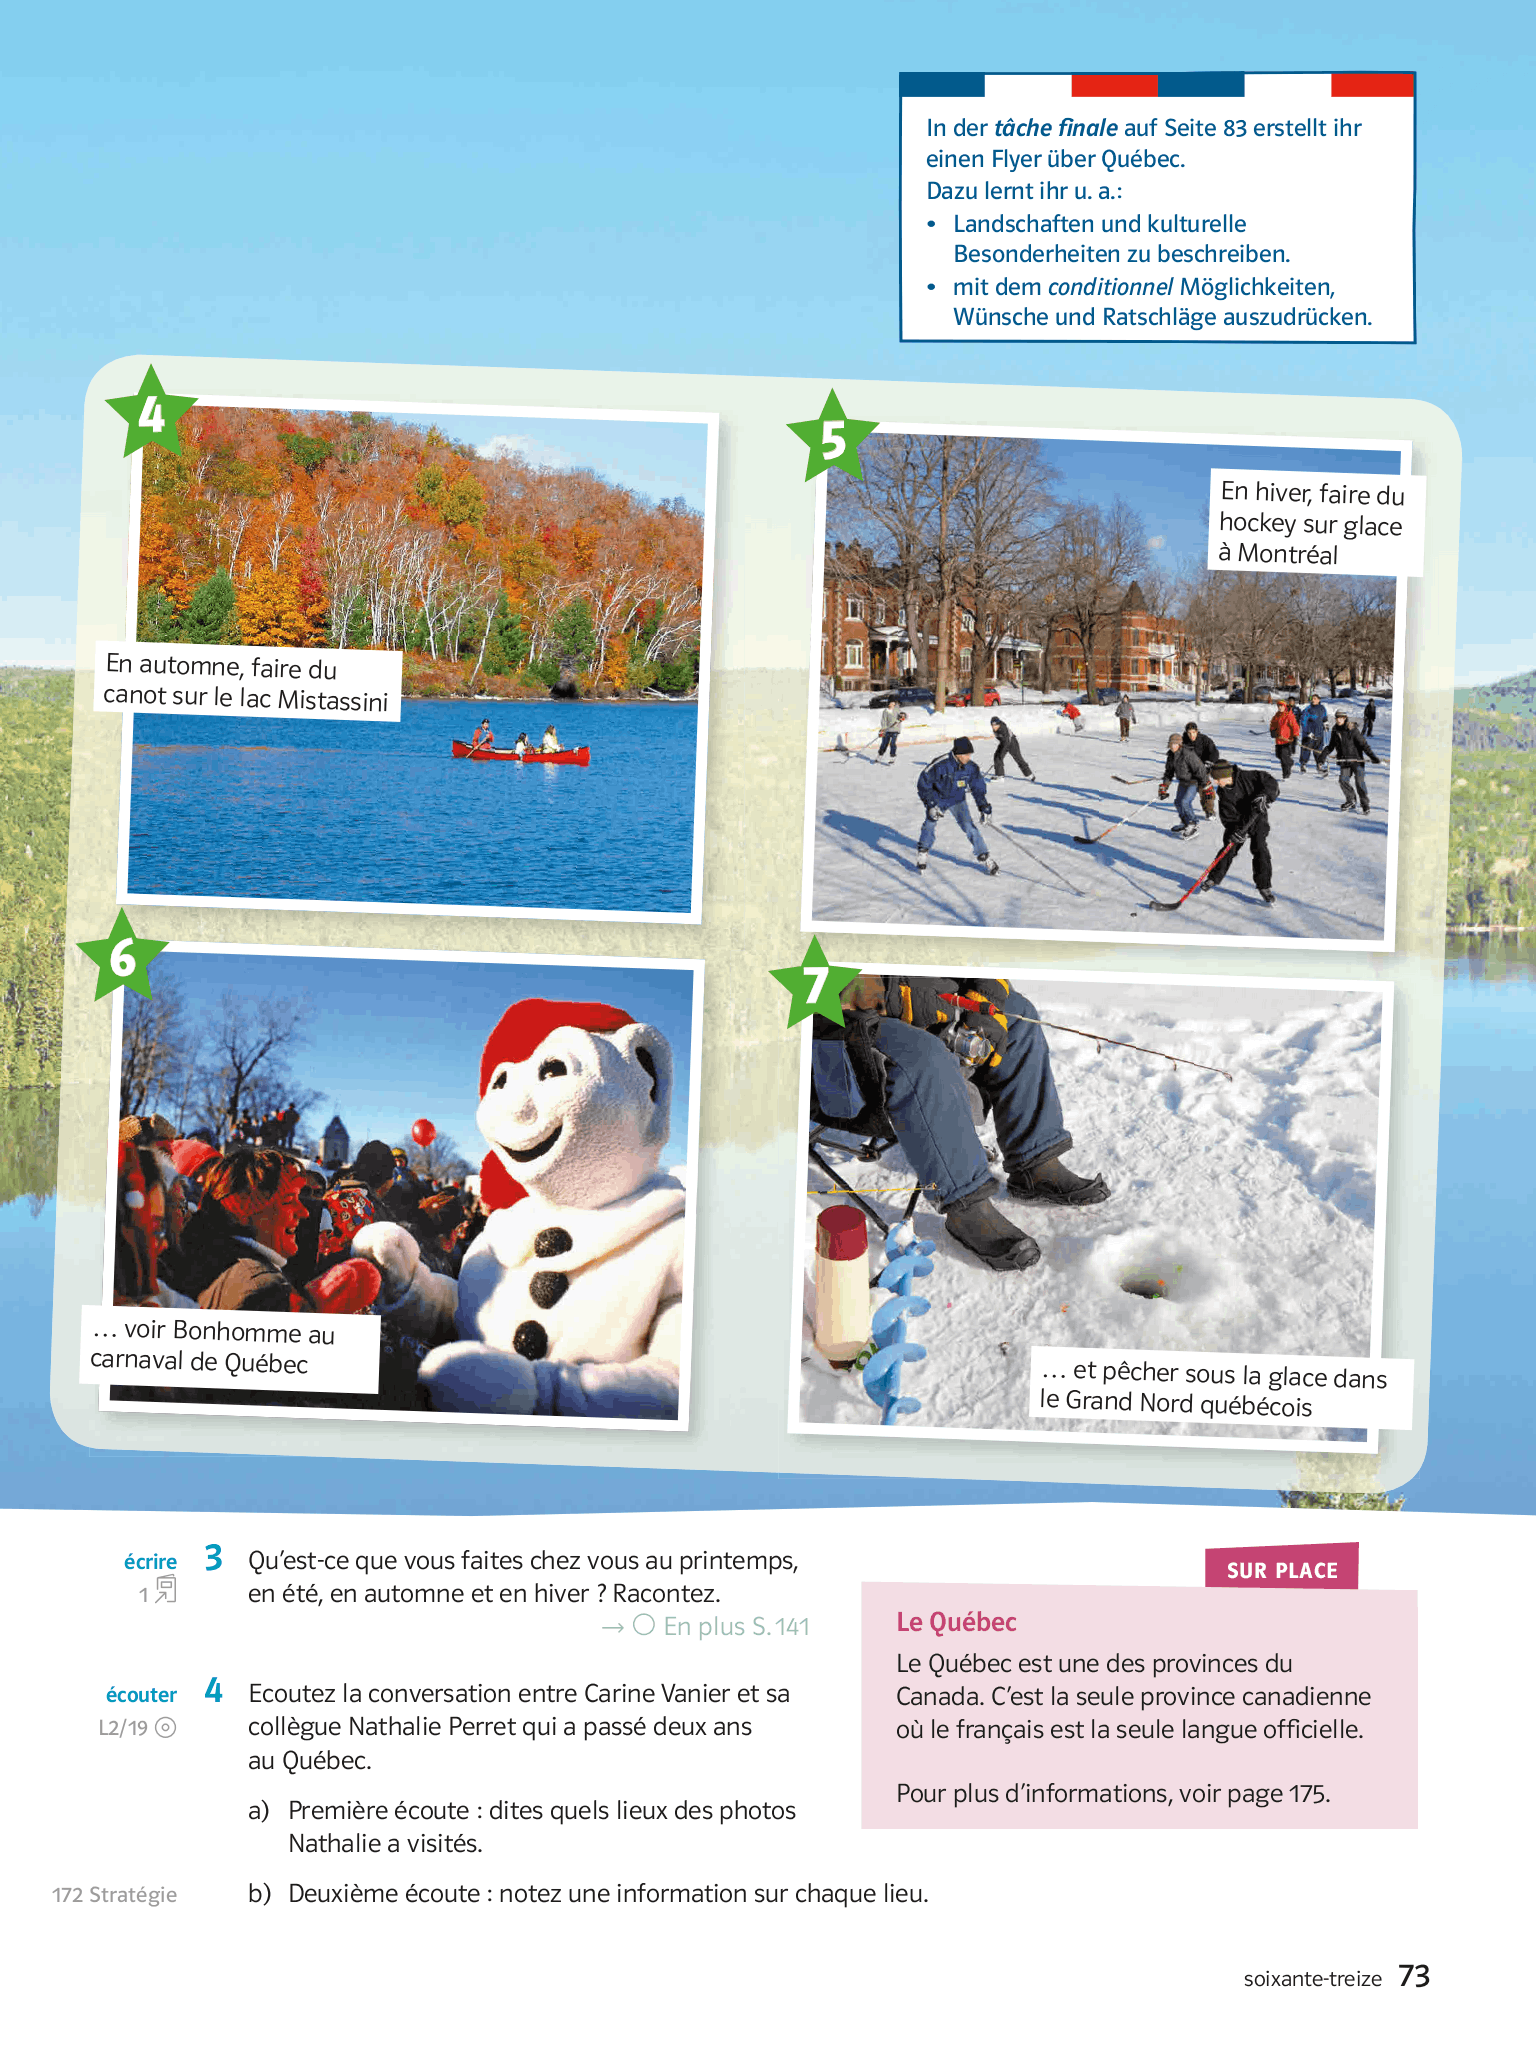 In der tâche finale auf Seite 83 erstellt ihr
einen Flyer über Québec.
Dazu lernt ihr u. a.:
• Landschaften und kulturelle
Besonderheiten zu beschreiben.
• mit dem conditionnel Möglichkeiten,
Wünsche und Ratschläge auszudrücken.
4
En automne, faire du
canot sur le lac Mistassini
5
En hiver, faire du
hockey sur glace
à Montréal
6
... voir Bonhomme au
carnaval de Québec
7
... et pêcher sous la glace dans
le Grand Nord québécois
écrire 3 Qu'est-ce que vous faites chez vous au printemps,
1 en été, en automne et en hiver ? Racontez.
→ En plus S. 141
écouter 4 Ecoutez la conversation entre Carine Vanier et sa
L2/19 collègue Nathalie Perret qui a passé deux ans
au Québec.
a) Première écoute : dites quels lieux des photos
Nathalie a visités.
172 Stratégie b) Deuxième écoute : notez une information sur chaque lieu.
SUR PLACE
Le Québec
Le Québec est une des provinces du
Canada. C'est la seule province canadienne
où le français est la seule langue officielle.
Pour plus d'informations, voir page 175.
soixante-treize 73